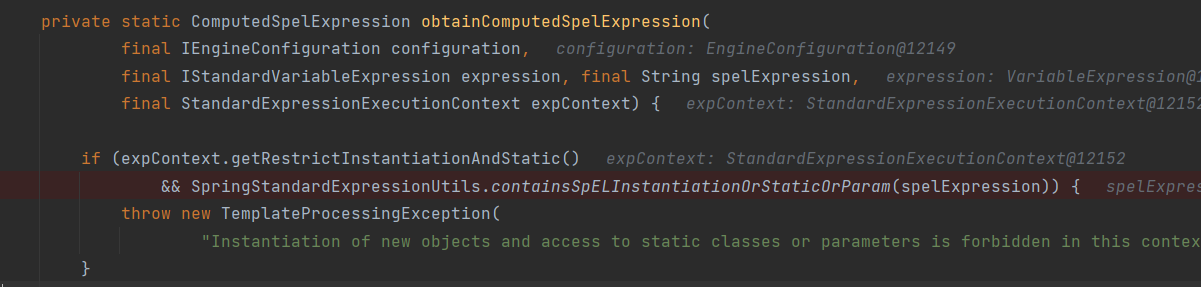 private static ComputedSpelExpression obtainComputedSpelExpression(
final IEngineConfiguration configuration, configuration: EngineConfiguration@12149
final IStandardVariableExpression expression, final String spelExpression, expression: VariableExpression@1
final StandardExpressionExecutionContext expContext) { expContext: StandardExpressionExecutionContext@12152
if (expContext.getRestrictInstantiationAndStatic() expContext: StandardExpressionExecutionContext@12152
&& SpringStandardExpressionUtils.containsSpELInstantiationOrStaticOrParam(spelExpression)) { spelExpres
throw new TemplateProcessingException(
"Instantiation of new objects and access to static classes or parameters is forbidden in this contex
}